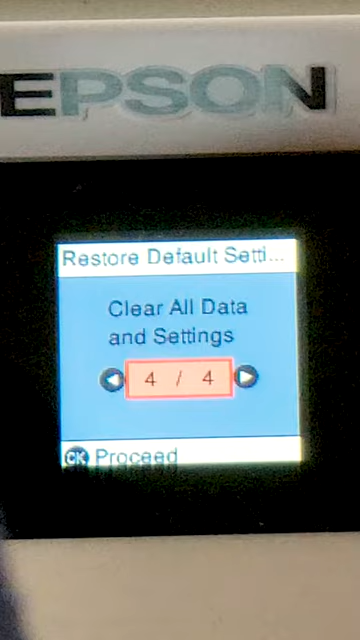 EPSON
Restore Default Setti...
Clear All Data
and Settings
4 / 4
OK Proceed